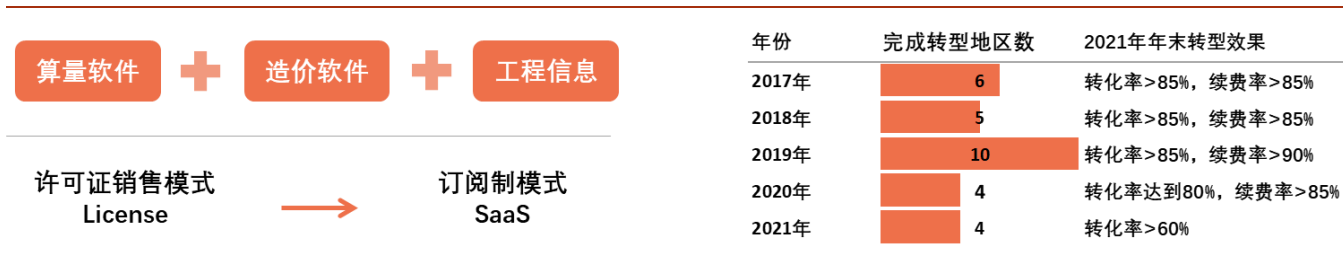 算量软件 + 造价软件 + 工程信息
许可证销售模式
License
订阅制模式
SaaS
年份 完成转型地区数 2021年年末转型效果
2017年 6 转化率>85%，续费率>85%
2018年 5 转化率>85%，续费率>85%
2019年 10 转化率>85%，续费率>90%
2020年 4 转化率达到80%，续费率>85%
2021年 4 转化率>60%